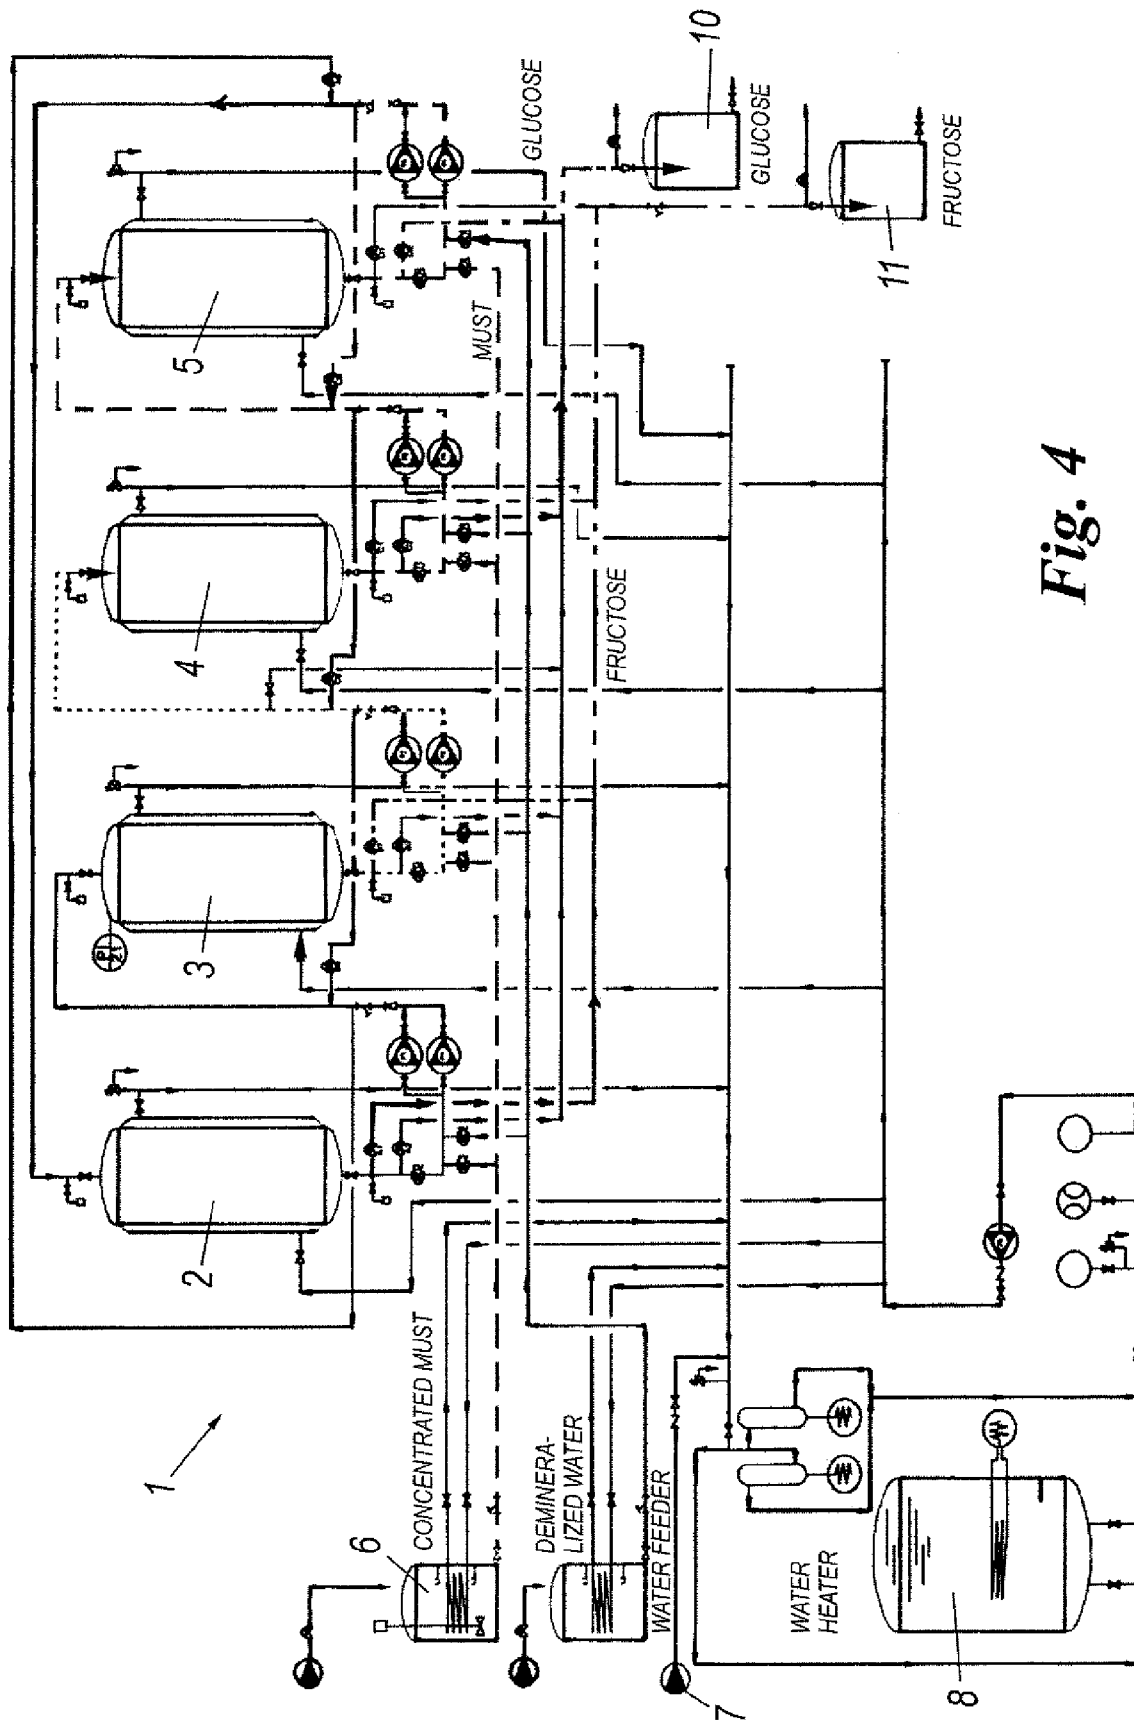 1
2
3
4
5
CONCENTRATED MUST
6
DEMINERA-
LIZED WATER
WATER FEEDER
7
WATER
HEATER
8
MUST
GLUCOSE
FRUCTOSE
10
GLUCOSE
11
FRUCTOSE
Fig. 4